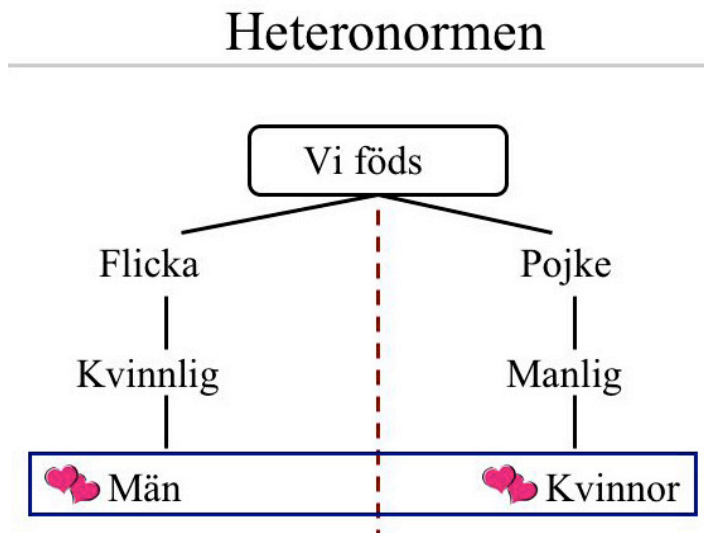 Heteronormen
Vi föds
Flicka Pojke
Kvinnlig Manlig
Män Kvinnor